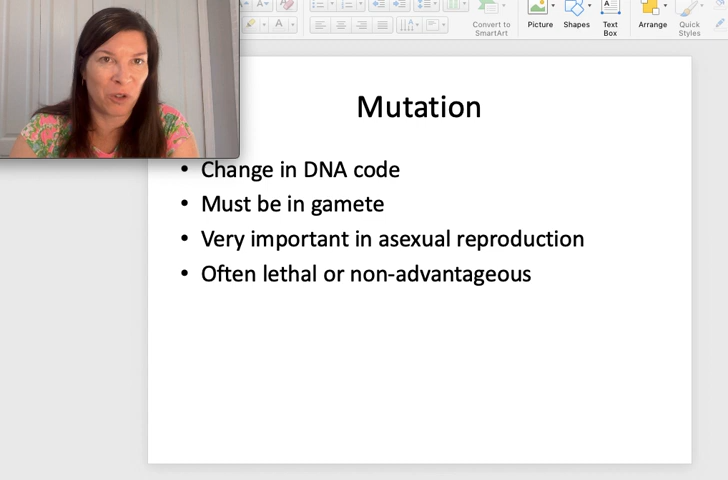 Convert to
SmartArt
Picture
Shapes
Text
Box
Arrange
Quick
Styles
A
A
A
Mutation
• Change in DNA code
• Must be in gamete
• Very important in asexual reproduction
• Often lethal or non-advantageous